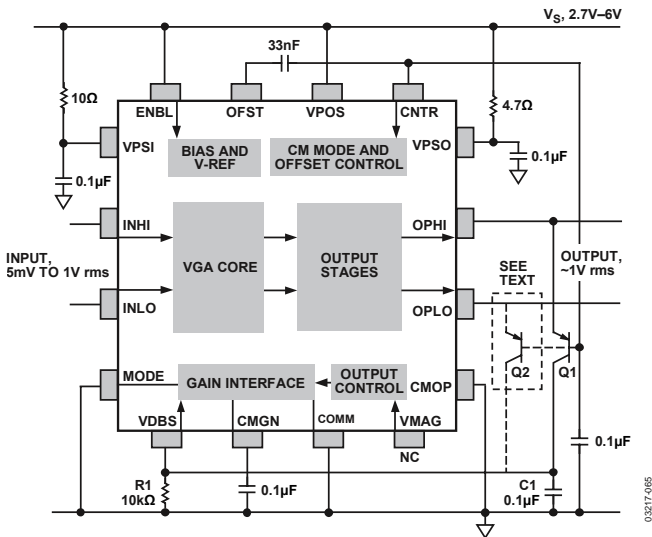 VS, 2.7V–6V
33nF
10Ω
4.7Ω
ENBL
OFST
VPOS
CNTR
VPSI
BIAS AND
V-REF
CM MODE AND
OFFSET CONTROL
VPSO
0.1µF
0.1µF
INHI
OPHI
INPUT,
5mV TO 1V rms
VGA CORE
OUTPUT
STAGES
SEE
TEXT
OUTPUT,
~1V rms
INLO
OPLO
Q2
Q1
MODE
GAIN INTERFACE
OUTPUT
CONTROL
CMOP
VDBS
CMGN
COMM
VMAG
NC
0.1µF
R1
10kΩ
0.1µF
C1
0.1µF
03217-065